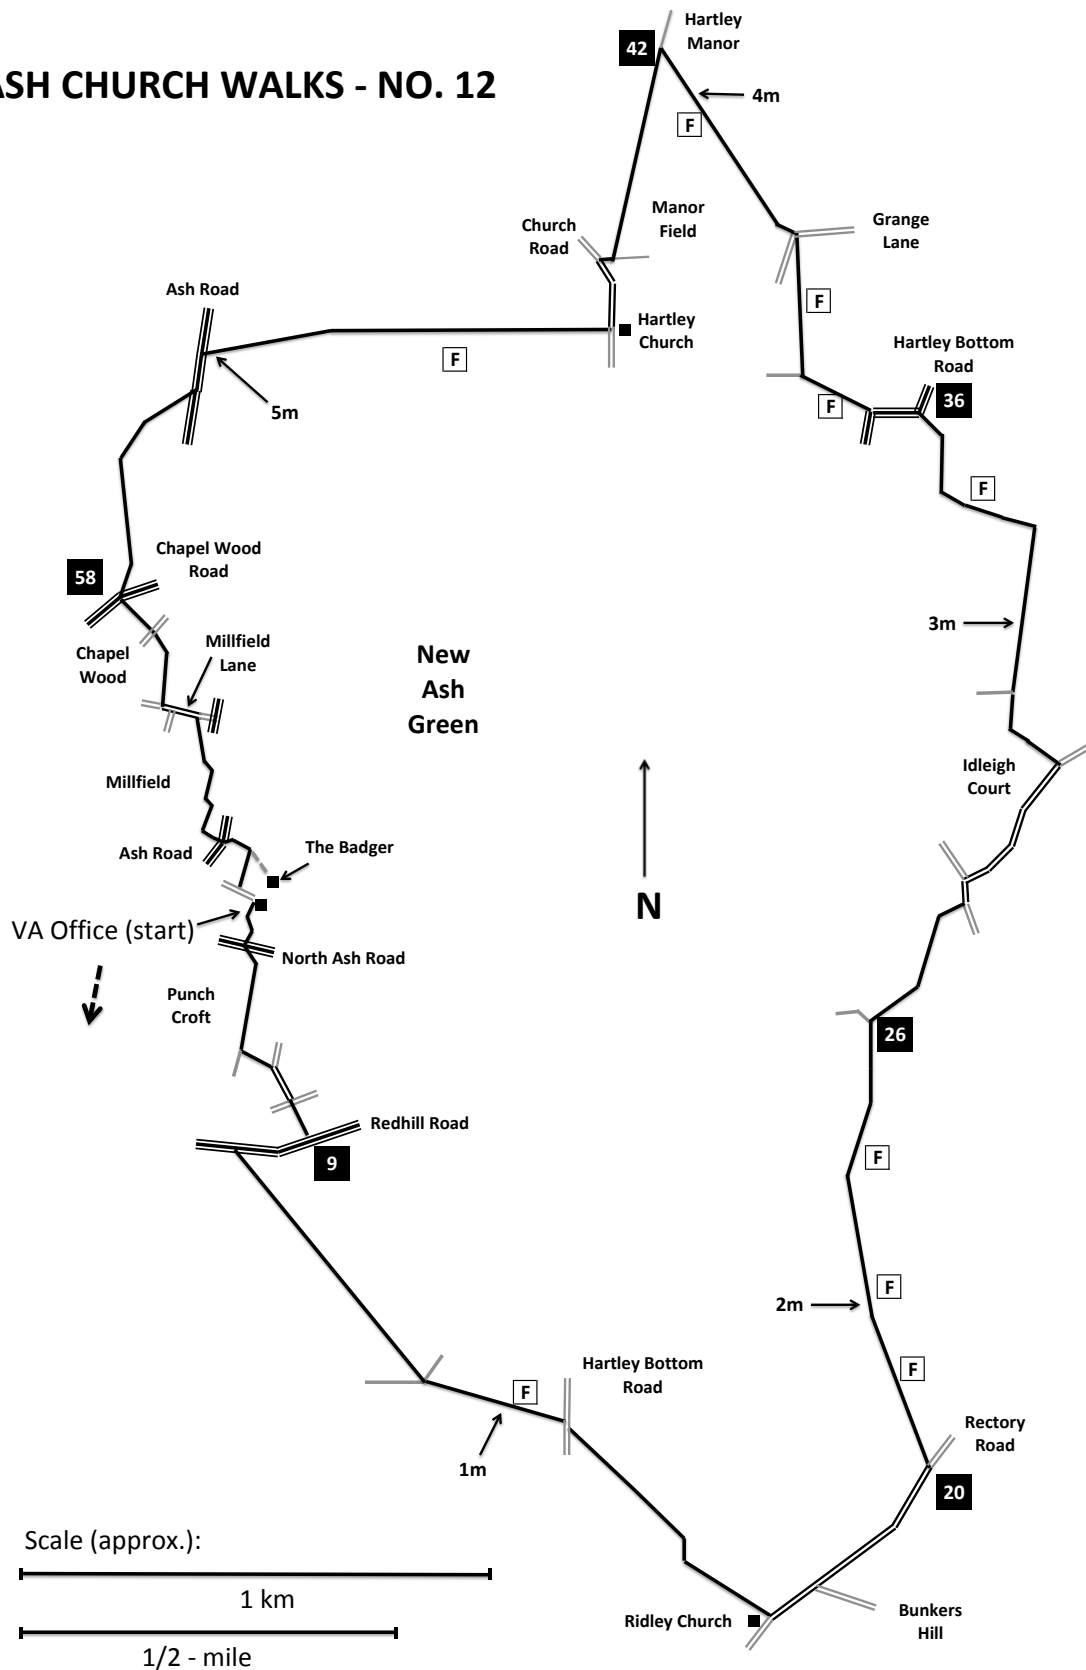 Hartley
Manor
42
ASH CHURCH WALKS - NO. 12
4m
F
Manor
Field
Church
Road
Grange
Lane
Ash Road
F
Hartley
Church
F
Hartley Bottom
Road
36
F
5m
F
Chapel Wood
Road
58
3m
Millfield
Lane
Chapel
Wood
New
Ash
Green
Idleigh
Court
Millfield
Ash Road
The Badger
N
VA Office (start)
North Ash Road
Punch
Croft
26
Redhill Road
9
F
F
2m
Hartley Bottom
Road
F
F
1m
Rectory
Road
20
Scale (approx.):
1 km
Ridley Church
Bunkers
Hill
1/2 - mile